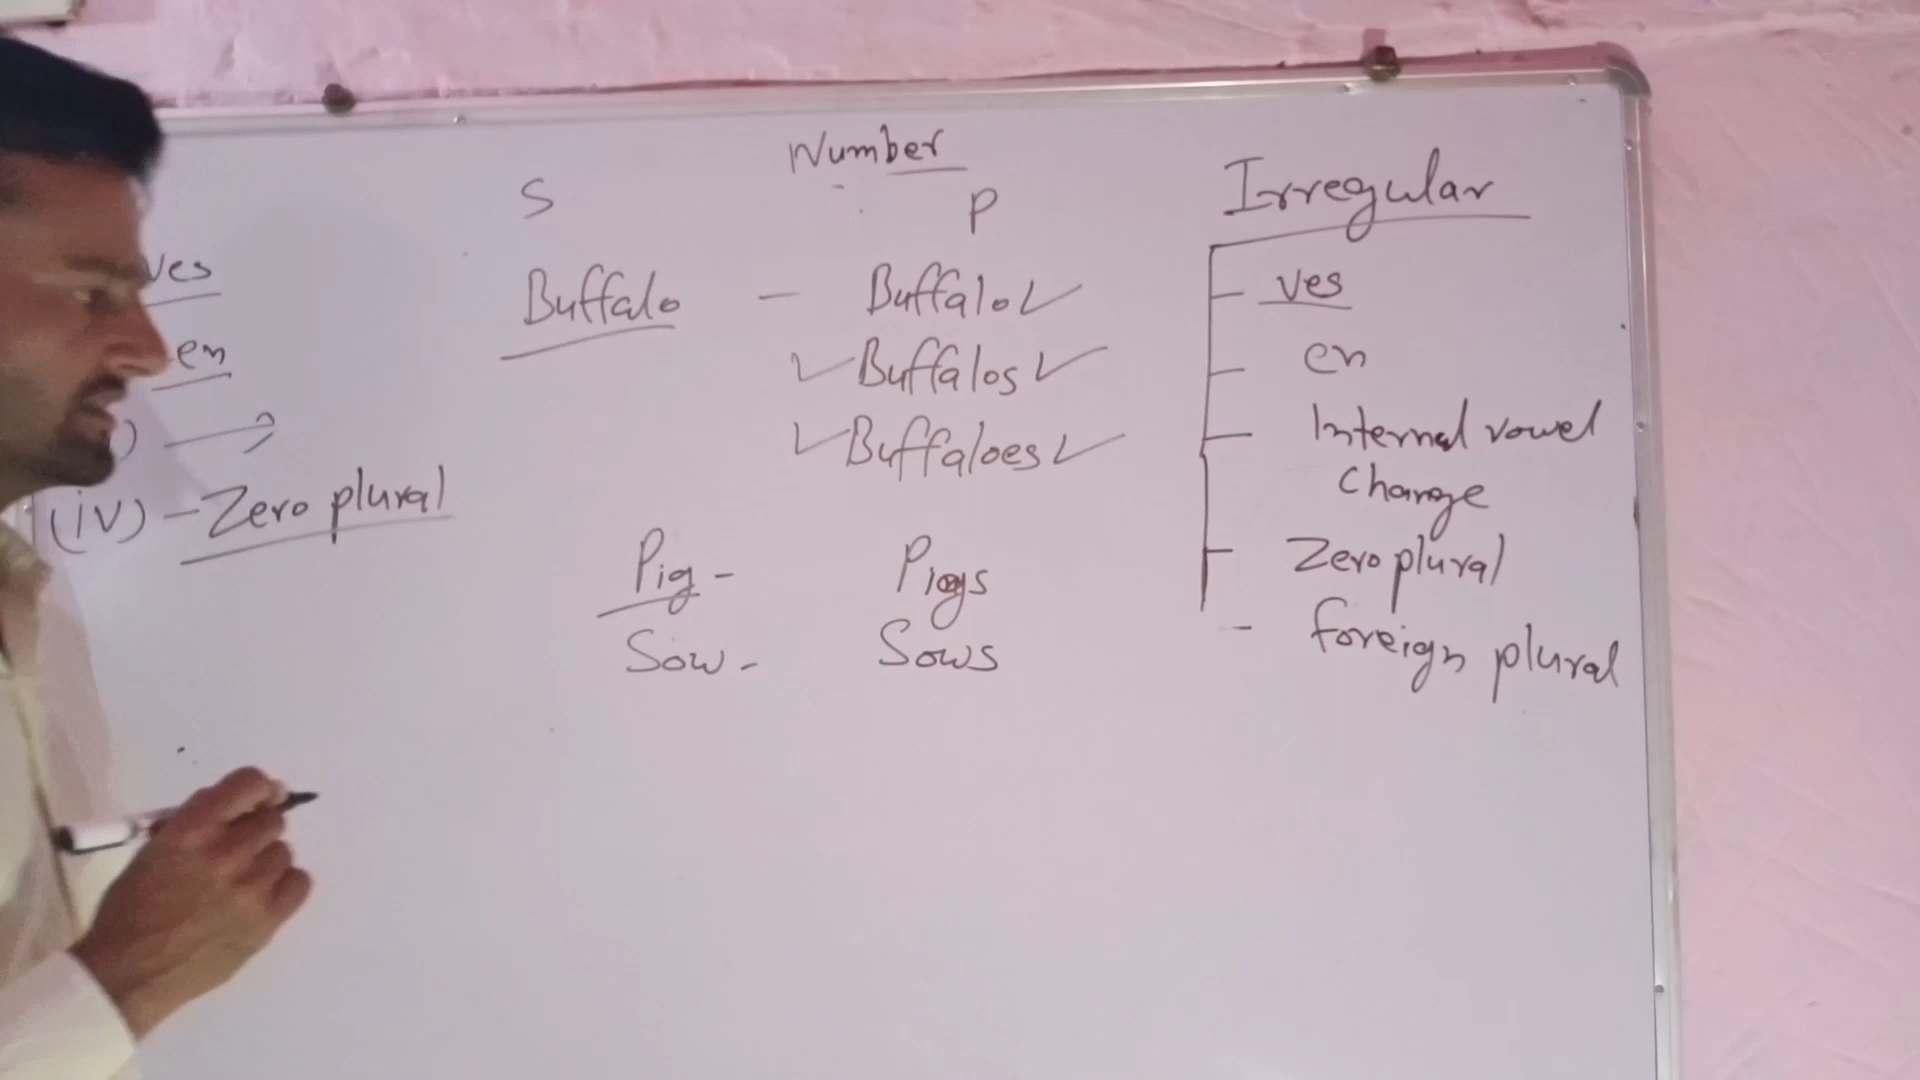 Number
S P
Buffalo - Buffalo ✓
✓ Buffalos ✓
✓ Buffaloes ✓
Pig - Pigs
Sow - Sows
ves
en
) →
(iv) - Zero plural
Irregular
- ves
- en
- Internal vowel
change
- Zero plural
- foreign plural